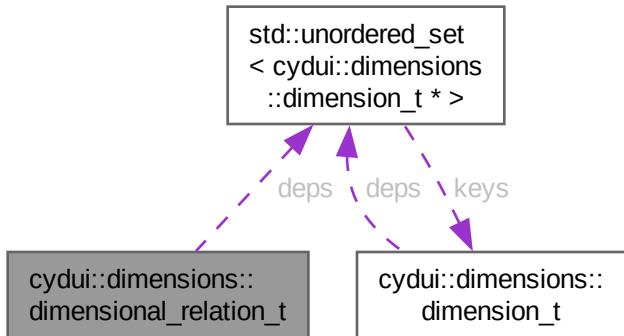 std::unordered_set
< cydui::dimensions
::dimension_t * >
deps
deps
keys
cydui::dimensions::
dimensional_relation_t
cydui::dimensions::
dimension_t